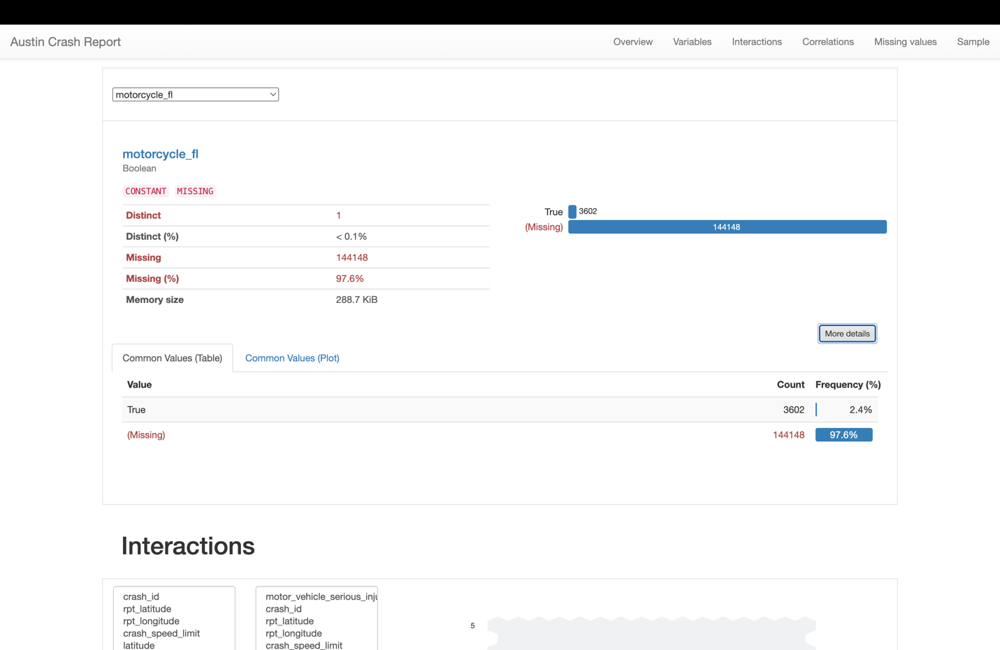 Austin Crash Report
Overview Variables Interactions Correlations Missing values Sample
motorcycle_fl
motorcycle_fl
Boolean
CONSTANT MISSING
Distinct 1
Distinct (%) < 0.1%
Missing 144148
Missing (%) 97.6%
Memory size 288.7 KiB
True 3602
(Missing) 144148
More details
Common Values (Table) Common Values (Plot)
Value Count Frequency (%)
True 3602 2.4%
(Missing) 144148 97.6%
Interactions
crash_id
rpt_latitude
rpt_longitude
crash_speed_limit
latitude
motor_vehicle_serious_inju
crash_id
rpt_latitude
rpt_longitude
crash_speed_limit
5